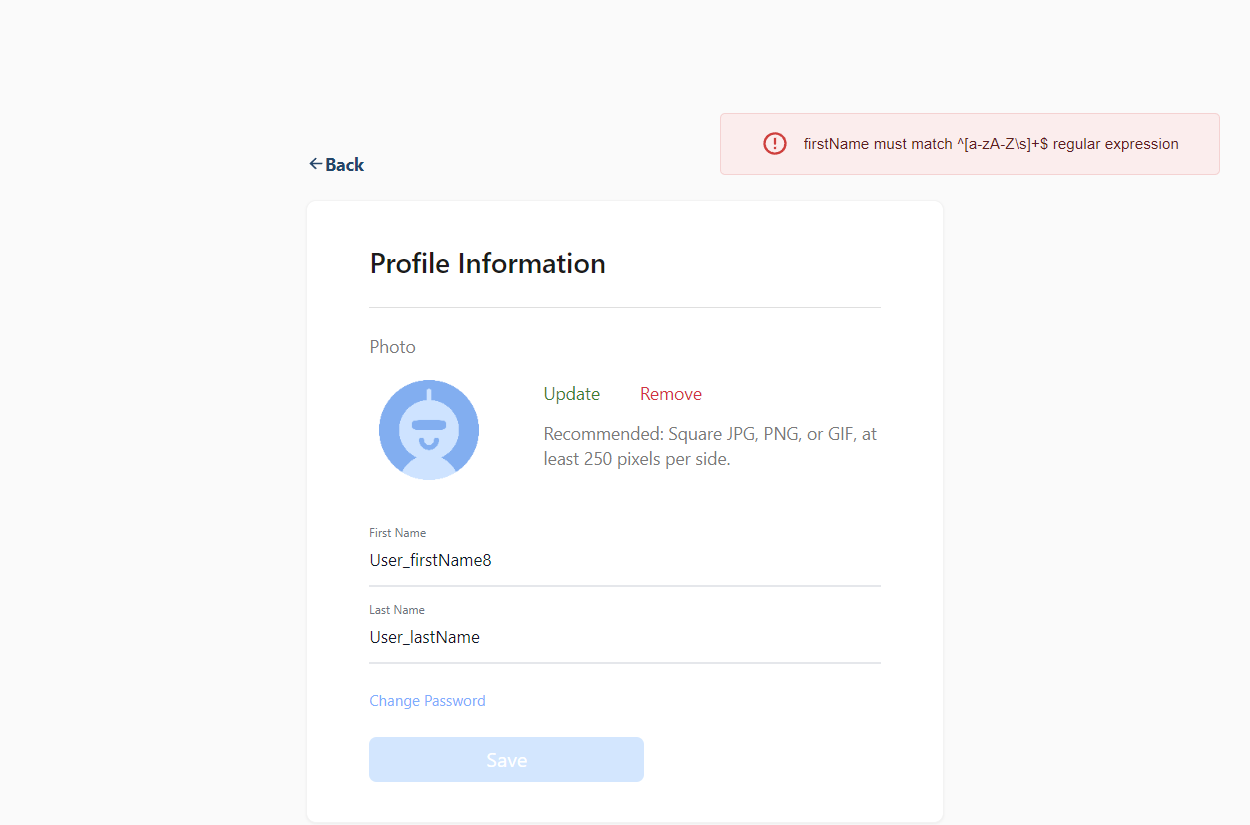 firstName must match ^[a-zA-Z\s]+$ regular expression
←Back
Profile Information
Photo
Update Remove
Recommended: Square JPG, PNG, or GIF, at
least 250 pixels per side.
First Name
User_firstName8
Last Name
User_lastName
Change Password
Save